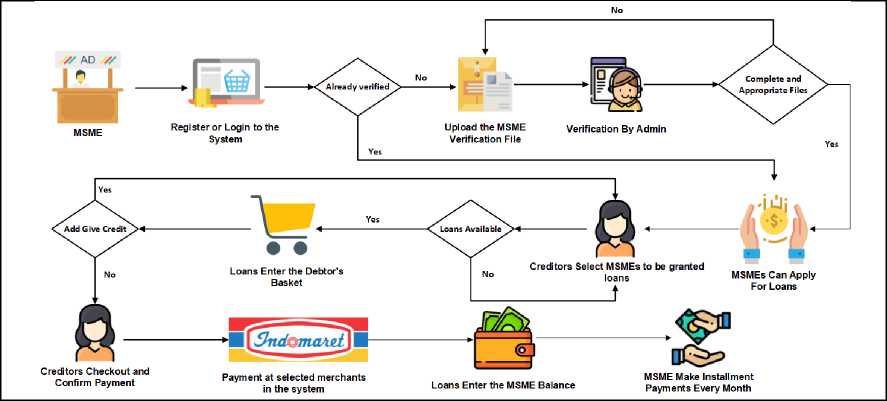 No
AD
MSME
Register or Login to the
System
Already verified
No
Upload the MSME
Verification File
Verification By Admin
Complete and
Appropriate Files
Yes
Yes
Yes
Add Give Credit
No
Loans Enter the Debtor's
Basket
Yes
Loans Available
No
Creditors Select MSMEs to be granted
loans
MSMEs Can Apply
For Loans
Creditors Checkout and
Confirm Payment
Indomaret
Payment at selected merchants
in the system
Loans Enter the MSME Balance
MSME Make Installment
Payments Every Month